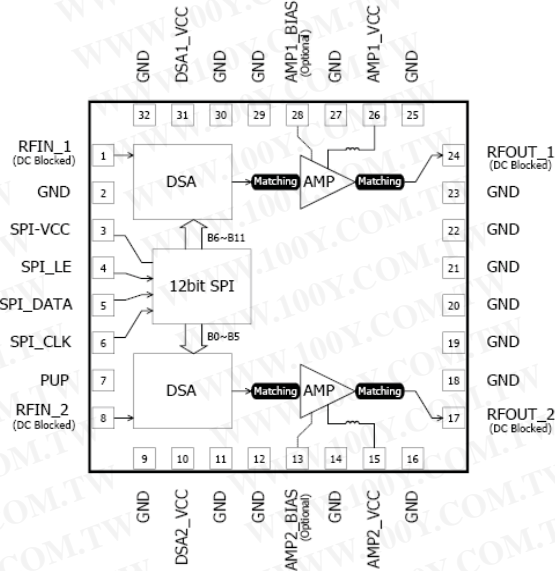 GND
DSA1_VCC
GND
GND
AMP1_BIAS
(Optional)
GND
AMP1_VCC
GND
32
31
30
29
28
27
26
25
RFIN_1
(DC Blocked)
1
DSA
Matching
AMP
Matching
24
RFOUT_1
(DC Blocked)
GND
2
23
GND
SPI-VCC
3
B6~B11
22
GND
SPI_LE
4
12bit SPI
21
GND
SPI_DATA
5
20
GND
SPI_CLK
6
B0~B5
19
GND
PUP
7
18
GND
RFIN_2
(DC Blocked)
8
DSA
Matching
AMP
Matching
17
RFOUT_2
(DC Blocked)
9
10
11
12
13
14
15
16
GND
DSA2_VCC
GND
GND
AMP2_BIAS
(Optional)
GND
AMP2_VCC
GND
WWW.100Y.COM.TW